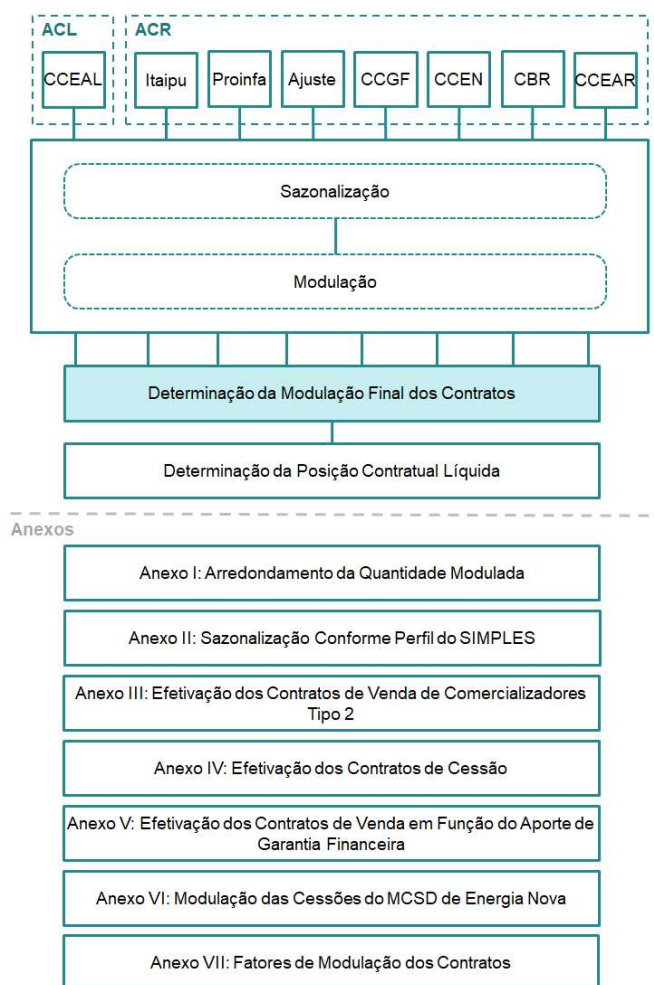 ACL
ACR
CCEAL
Itaipu
Proinfa
Ajuste
CCGF
CCEN
CBR
CCEAR
Sazonalização
Modulação
Determinação da Modulação Final dos Contratos
Determinação da Posição Contratual Líquida
Anexos
Anexo I: Arredondamento da Quantidade Modulada
Anexo II: Sazonalização Conforme Perfil do SIMPLES
Anexo III: Efetivação dos Contratos de Venda de Comercializadores
Tipo 2
Anexo IV: Efetivação dos Contratos de Cessão
Anexo V: Efetivação dos Contratos de Venda em Função do Aporte de
Garantia Financeira
Anexo VI: Modulação das Cessões do MCSD de Energia Nova
Anexo VII: Fatores de Modulação dos Contratos